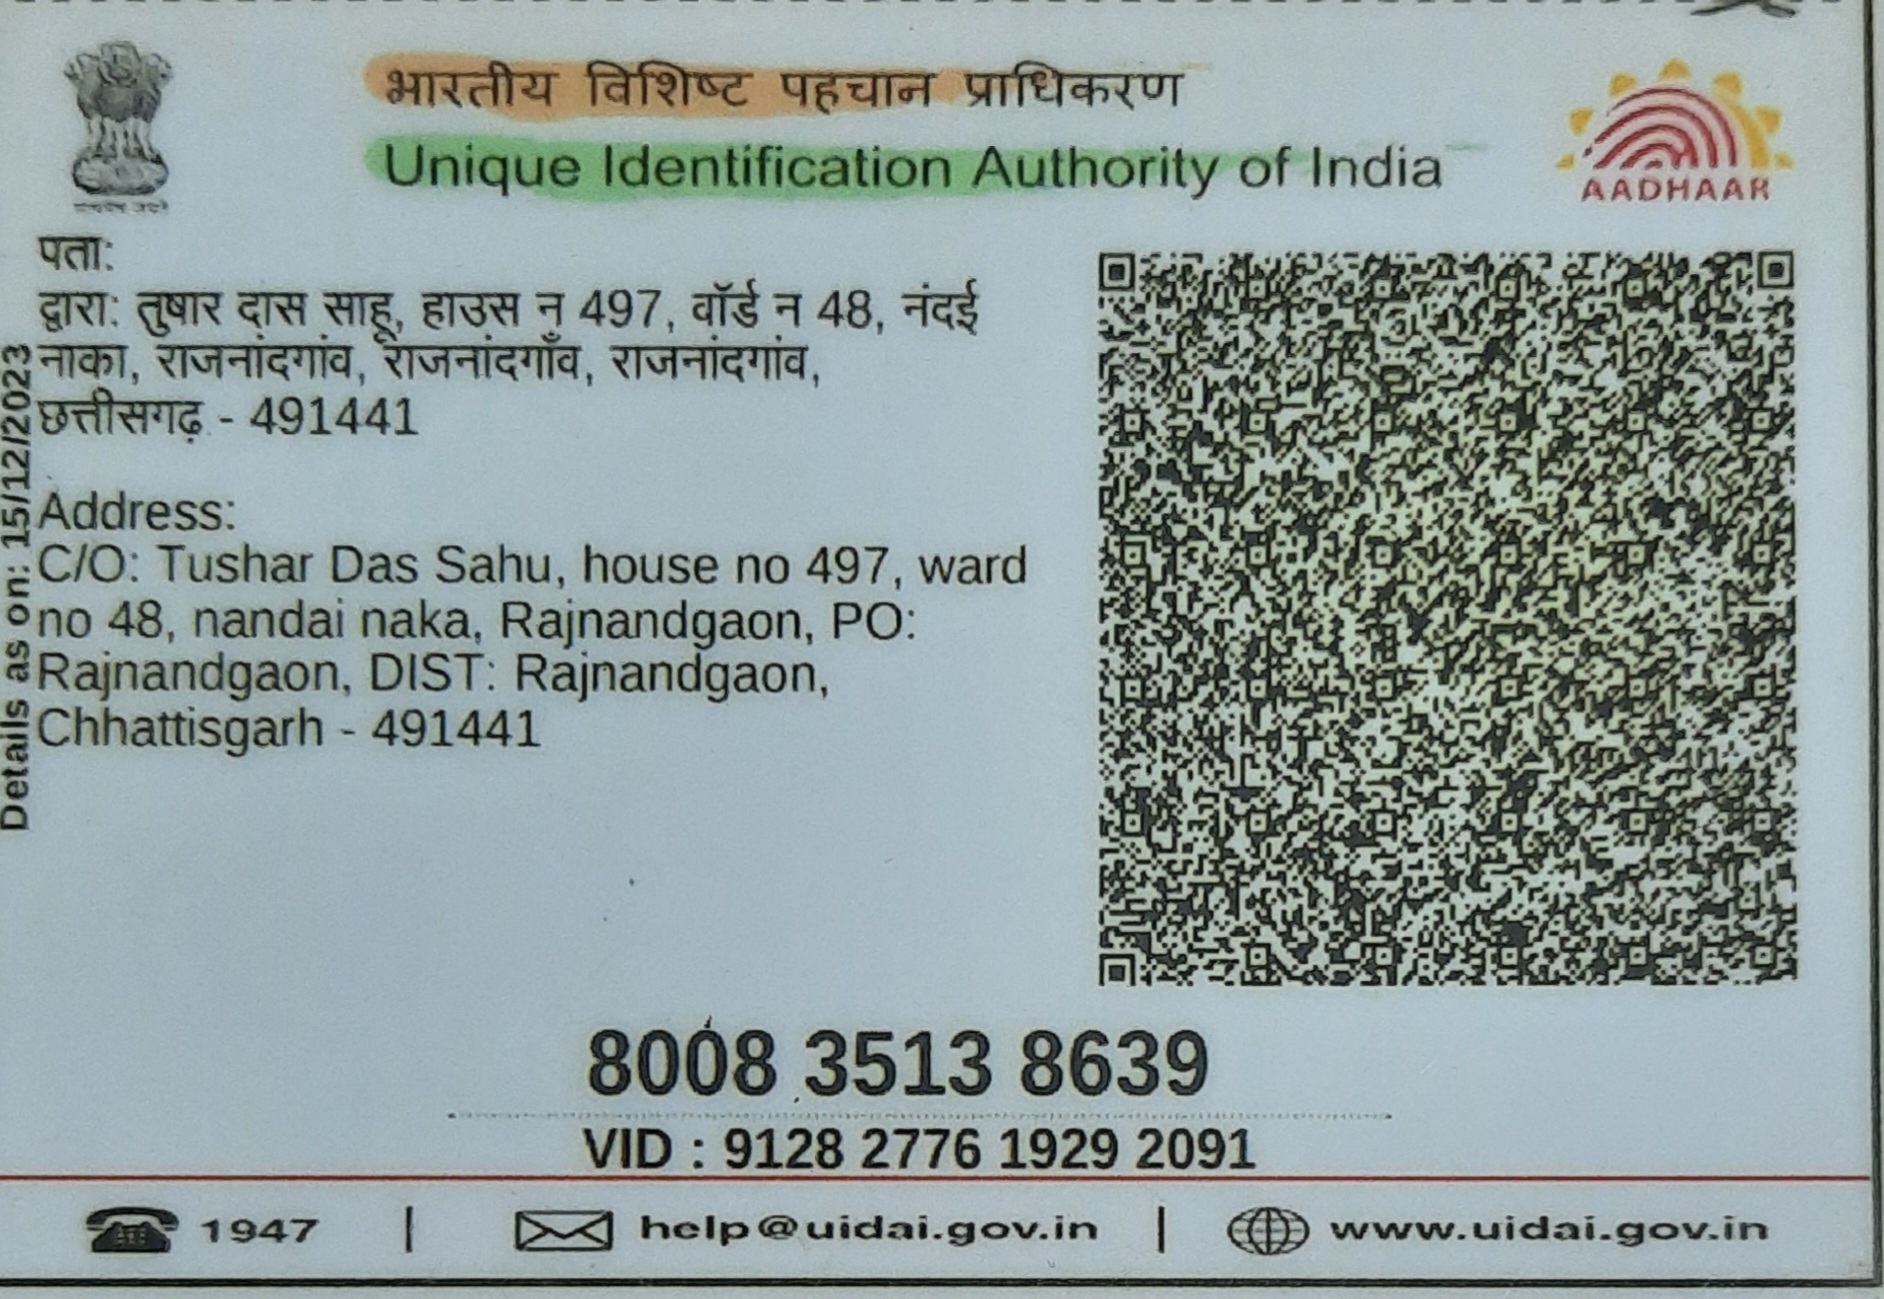 भारतीय विशिष्ट पहचान प्राधिकरण
Unique Identification Authority of India
AADHAAR
पता:
द्वारा: तुषार दास साहू, हाउस न 497, वॉर्ड न 48, नंदई
नाका, राजनांदगांव, राजनांदगाँव, राजनांदगांव,
छत्तीसगढ़ - 491441
Address:
C/O: Tushar Das Sahu, house no 497, ward
no 48, nandai naka, Rajnandgaon, PO:
Rajnandgaon, DIST: Rajnandgaon,
Chhattisgarh - 491441
Details as on: 15/12/2023
8008 3513 8639
VID : 9128 2776 1929 2091
1947 | help@uidai.gov.in | www.uidai.gov.in